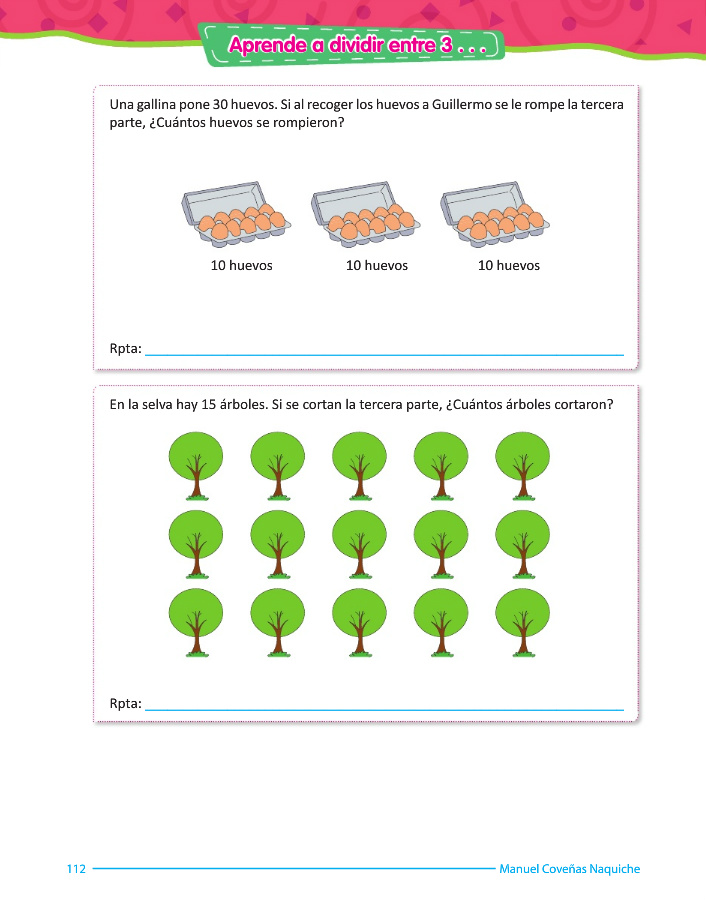 Aprende a dividir entre 3 . . .
Una gallina pone 30 huevos. Si al recoger los huevos a Guillermo se le rompe la tercera
parte, ¿Cuántos huevos se rompieron?
10 huevos 10 huevos 10 huevos
Rpta:
En la selva hay 15 árboles. Si se cortan la tercera parte, ¿Cuántos árboles cortaron?
Rpta:
112 Manuel Coveñas Naquiche